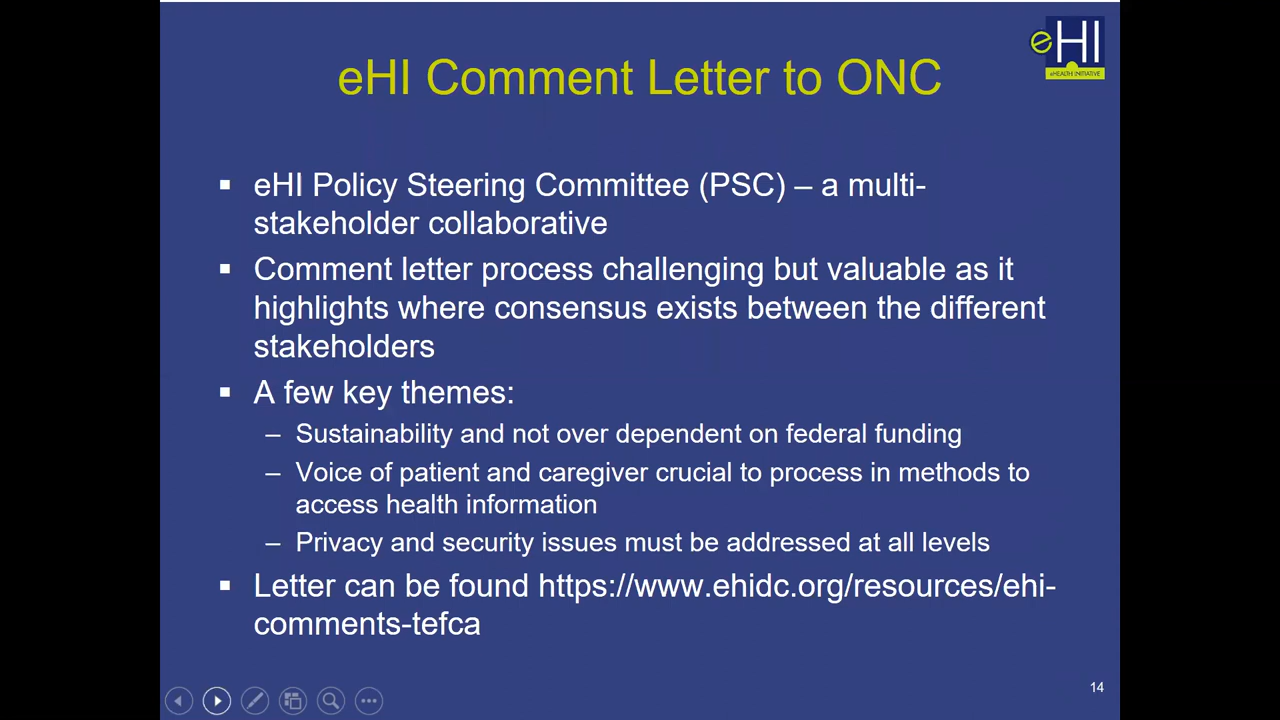 eHI
eHEALTH INITIATIVE
eHI Comment Letter to ONC
▪ eHI Policy Steering Committee (PSC) – a multi-
stakeholder collaborative
▪ Comment letter process challenging but valuable as it
highlights where consensus exists between the different
stakeholders
▪ A few key themes:
– Sustainability and not over dependent on federal funding
– Voice of patient and caregiver crucial to process in methods to
access health information
– Privacy and security issues must be addressed at all levels
▪ Letter can be found https://www.ehidc.org/resources/ehi-
comments-tefca
14